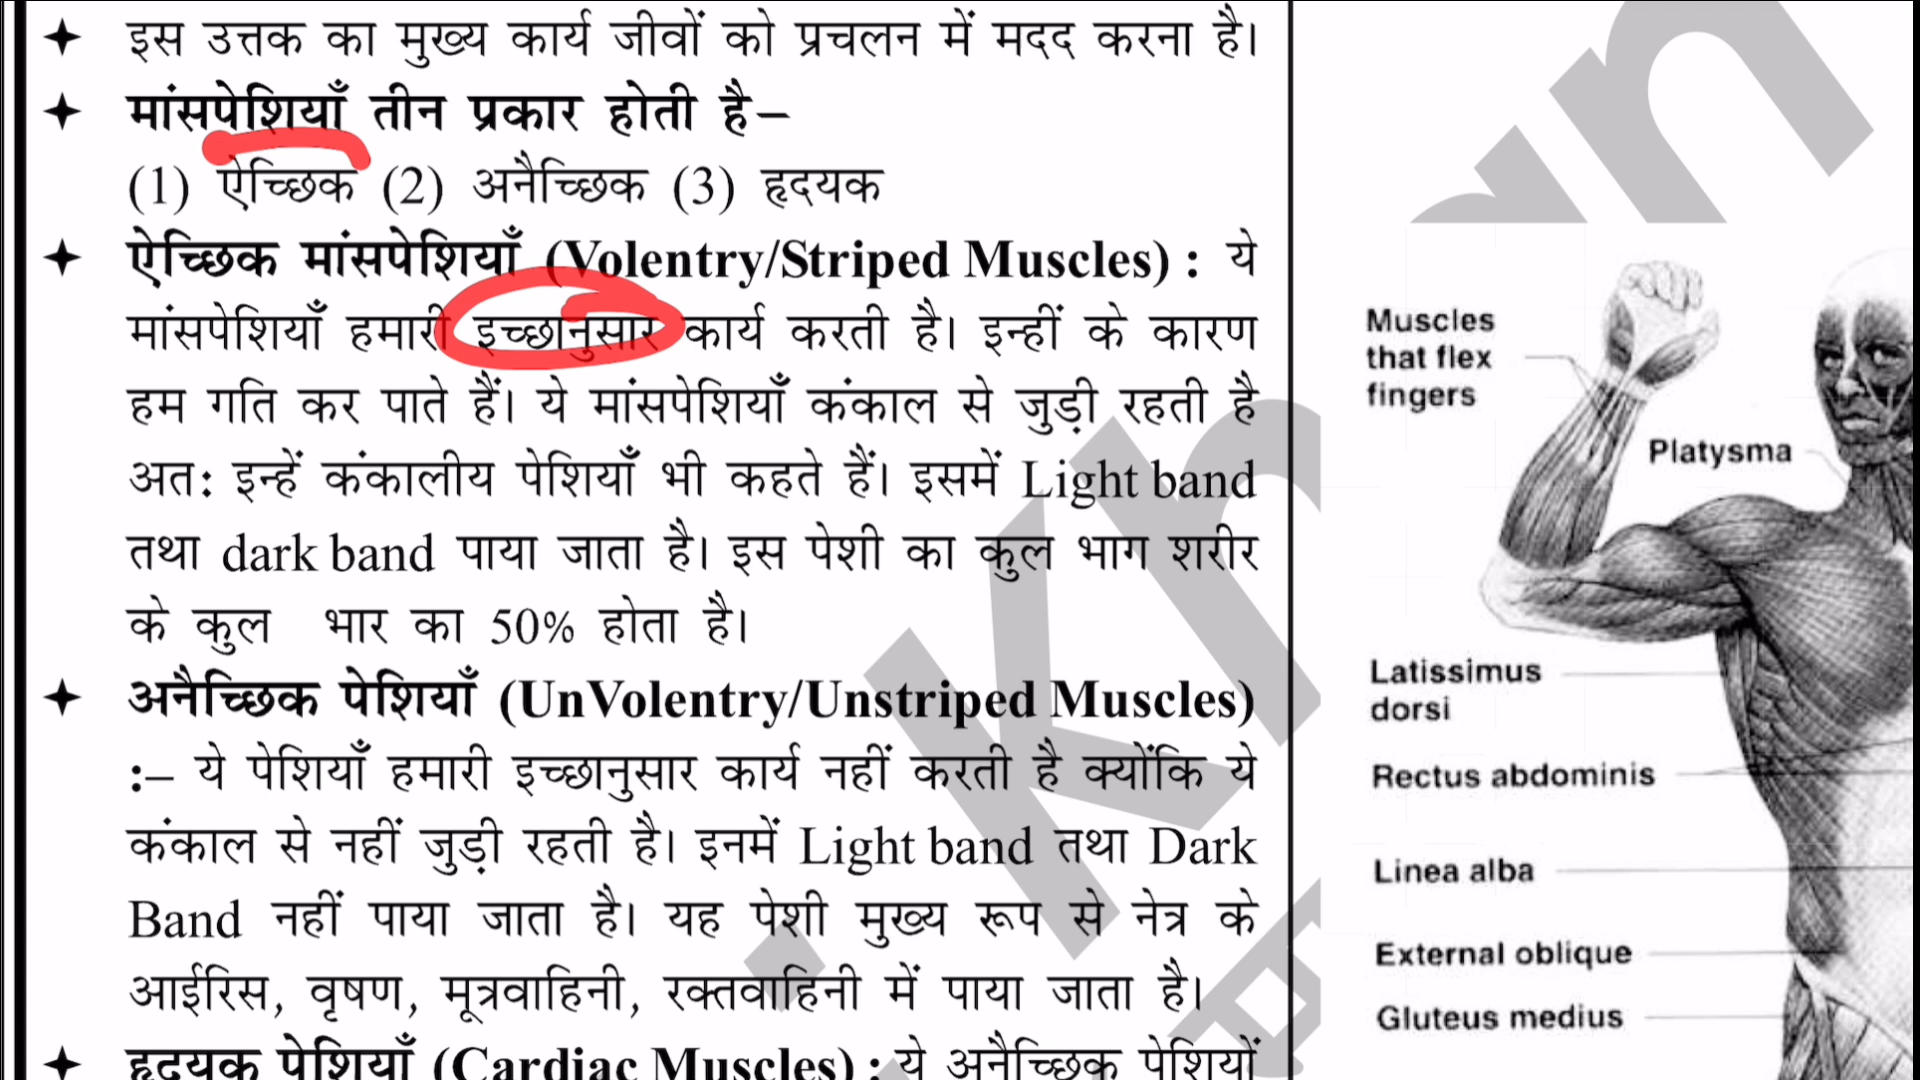 ✦ इस उत्तक का मुख्य कार्य जीवों को प्रचलन में मदद करना है।
✦ मांसपेशियाँ तीन प्रकार होती है–
(1) ऐच्छिक (2) अनैच्छिक (3) हृदयक
✦ ऐच्छिक मांसपेशियाँ (Volentry/Striped Muscles) : ये
मांसपेशियाँ हमारी इच्छानुसार कार्य करती है। इन्हीं के कारण
हम गति कर पाते हैं। ये मांसपेशियाँ कंकाल से जुड़ी रहती है
अत: इन्हें कंकालीय पेशियाँ भी कहते हैं। इसमें Light band
तथा dark band पाया जाता है। इस पेशी का कुल भाग शरीर
के कुल भार का 50% होता है।
✦ अनैच्छिक पेशियाँ (UnVolentry/Unstriped Muscles)
:– ये पेशियाँ हमारी इच्छानुसार कार्य नहीं करती है क्योंकि ये
कंकाल से नहीं जुड़ी रहती है। इनमें Light band तथा Dark
Band नहीं पाया जाता है। यह पेशी मुख्य रूप से नेत्र के
आईरिस, वृषण, मूत्रवाहिनी, रक्तवाहिनी में पाया जाता है।
✦ हृदयक पेशियाँ (Cardiac Muscles) : ये अनैच्छिक पेशियों
Muscles
that flex
fingers
Platysma
Latissimus
dorsi
Rectus abdominis
Linea alba
External oblique
Gluteus medius